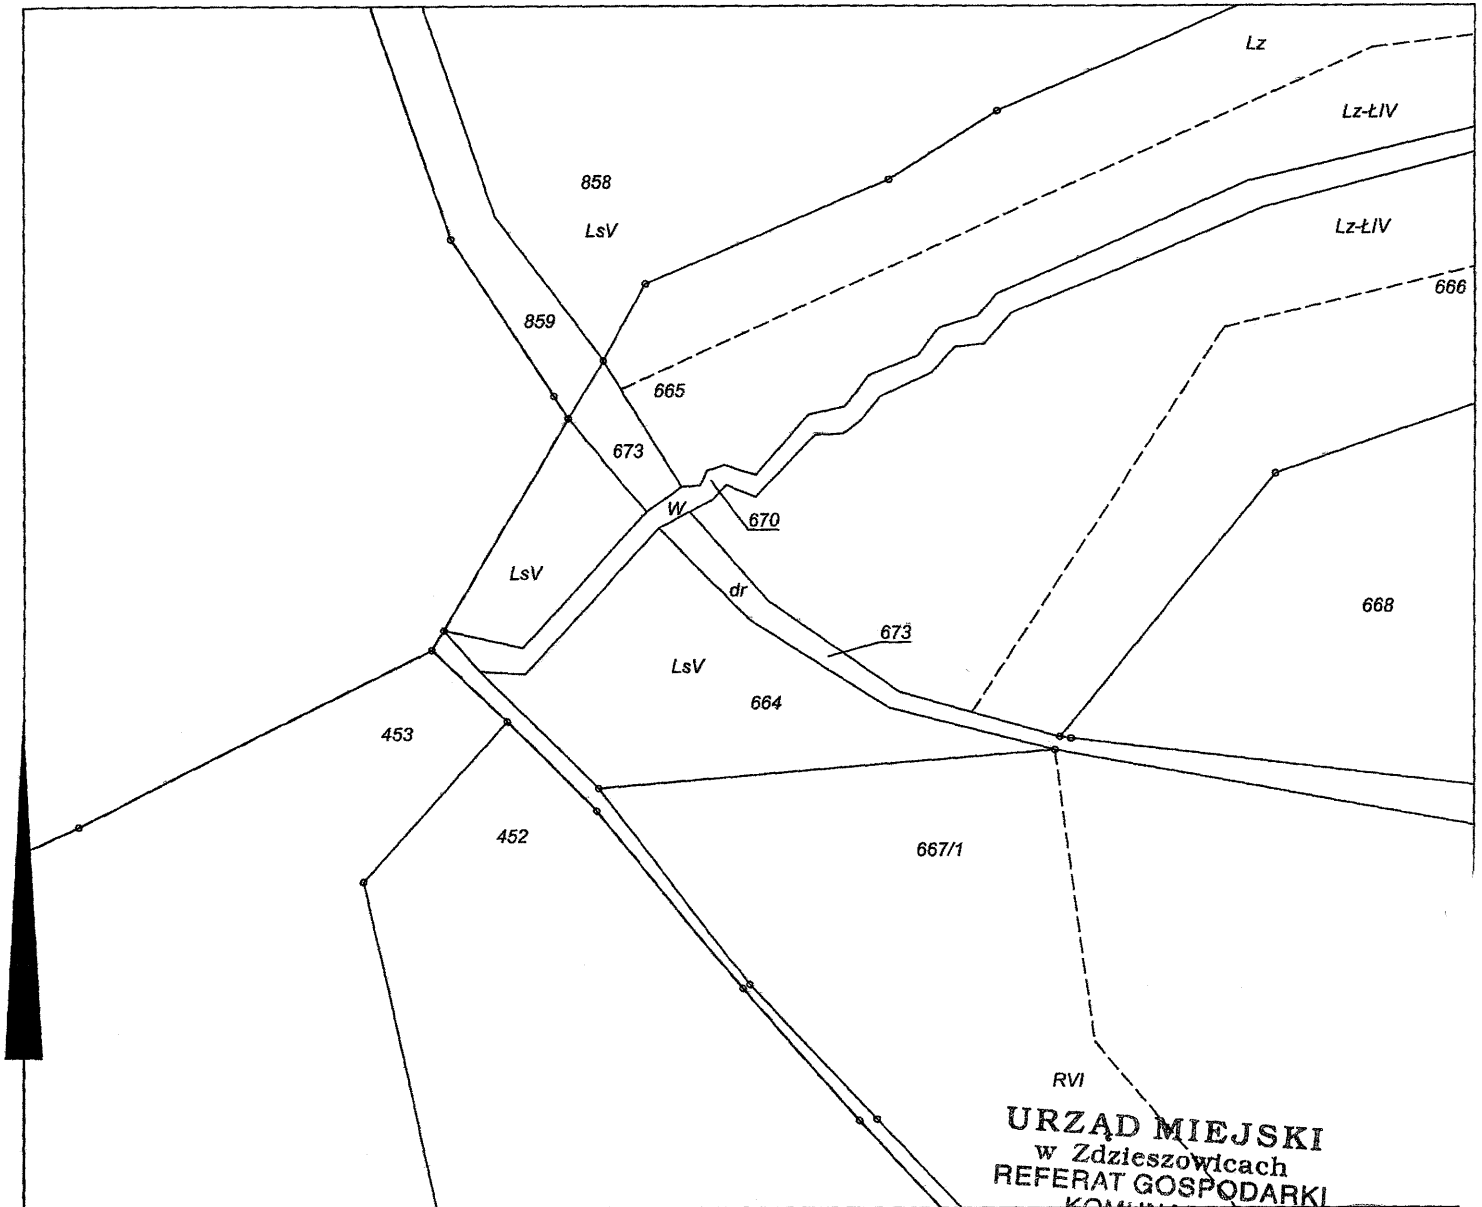 Lz
Lz-ŁIV
858
LsV
Lz-ŁIV
666
859
665
673
W
670
LsV
dr
668
673
LsV
664
453
452
667/1
RVI
URZĄD MIEJSKI
w Zdzieszowicach
REFERAT GOSPODARKI